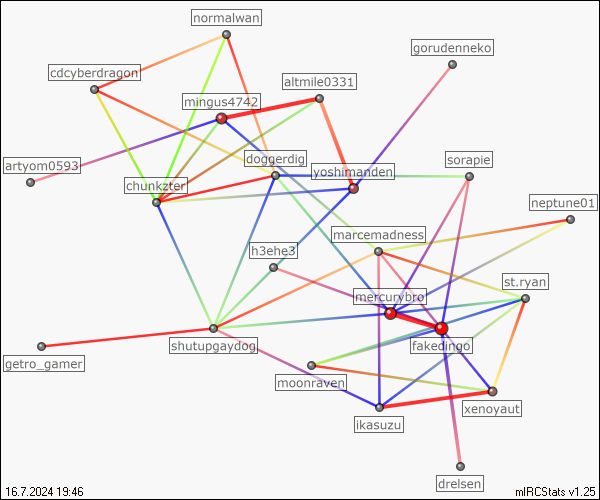 normalwan
gorudenneko
cdcyberdragon
altmile0331
mingus4742
doggerdig
sorapie
artyom0593
yoshimanden
chunkzter
neptune01
marcemadness
h3ehe3
st.ryan
mercurybro
shutupgaydog
fakedingo
getro_gamer
moonraven
xenoyaut
ikasuzu
drelsen
16.7.2024 19:46
mIRCStats v1.25